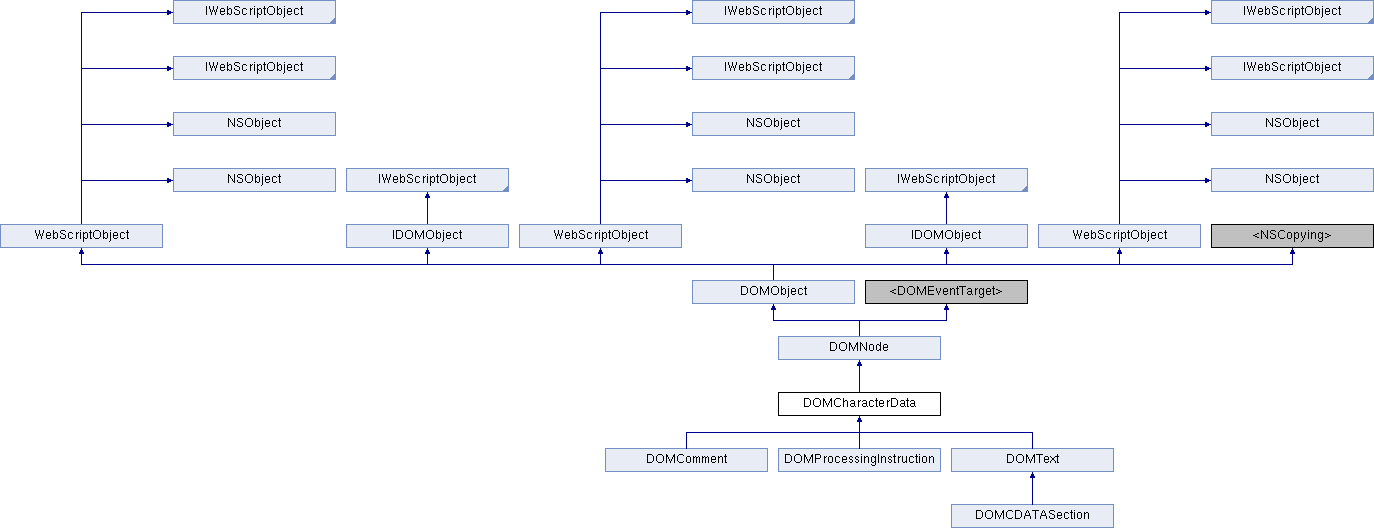 IWebScriptObject
IWebScriptObject
IWebScriptObject
IWebScriptObject
IWebScriptObject
IWebScriptObject
NSObject
NSObject
NSObject
NSObject
IWebScriptObject
NSObject
IWebScriptObject
NSObject
WebScriptObject
IDOMObject
WebScriptObject
IDOMObject
WebScriptObject
<NSCopying>
DOMObject
<DOMEventTarget>
DOMNode
DOMCharacterData
DOMComment
DOMProcessingInstruction
DOMText
DOMCDATASection